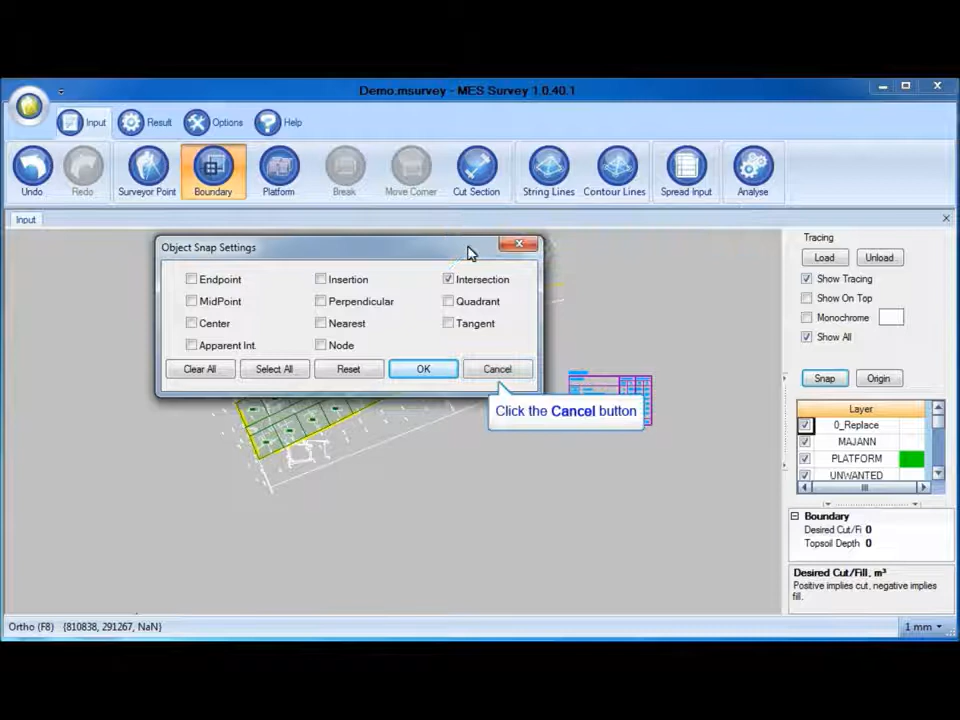 Demo.msurvey - MES Survey 1.0.40.1
Input
Result
Options
Help
Undo
Redo
Surveyor Point
Boundary
Platform
Break
Move Corner
Cut Section
String Lines
Contour Lines
Spread Input
Analyse
Input
Object Snap Settings
Endpoint
Insertion
Intersection
MidPoint
Perpendicular
Quadrant
Center
Nearest
Tangent
Apparent Int.
Node
Clear All
Select All
Reset
OK
Cancel
Click the Cancel button
Tracing
Load
Unload
Show Tracing
Show On Top
Monochrome
Show All
Snap
Origin
Layer
0_Replace
MAJANN
PLATFORM
UNWANTED
Boundary
Desired Cut/Fi 0
Topsoil Depth 0
Desired Cut/Fill, m³
Positive implies cut, negative implies
fill.
Ortho (F8) {810838, 291267, NaN}
1 mm